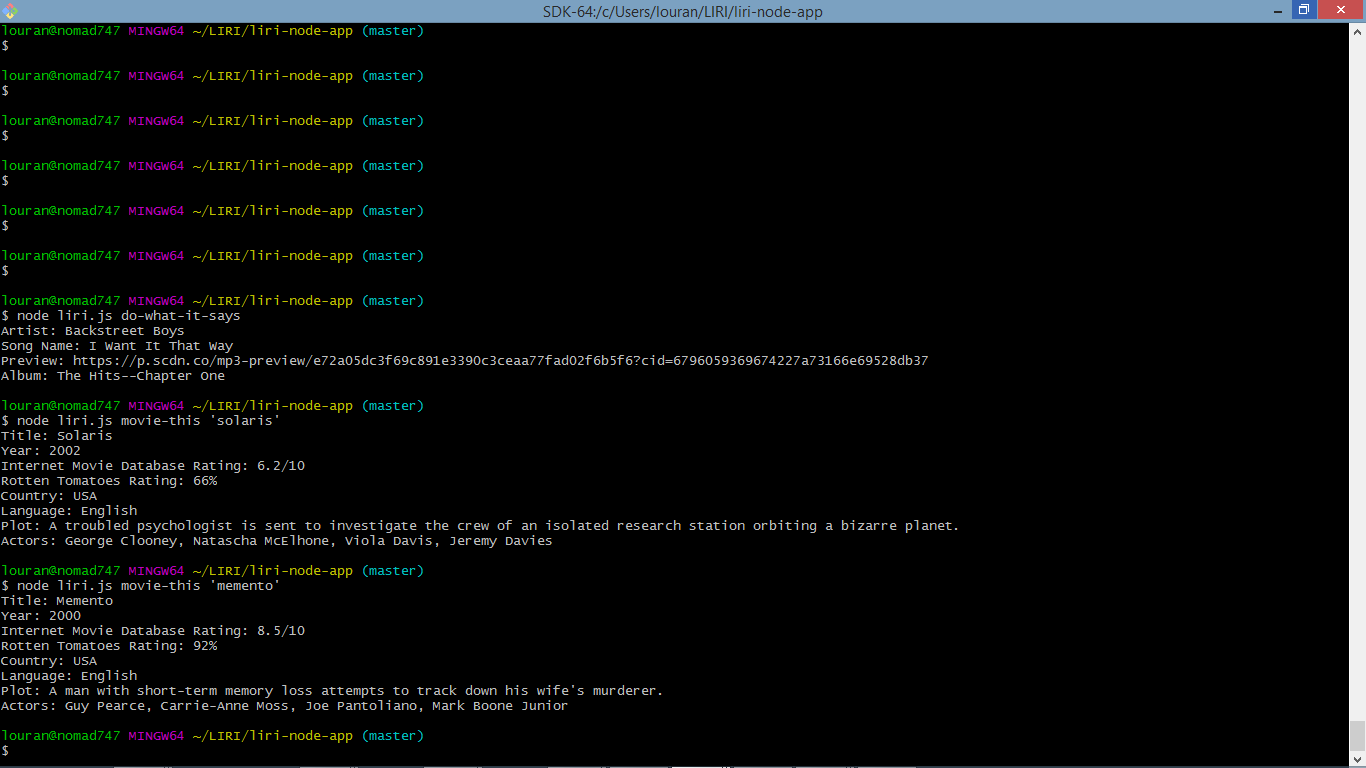 SDK-64:/c/Users/louran/LIRI/liri-node-app
louran@nomad747 MINGW64 ~/LIRI/liri-node-app (master)
$
louran@nomad747 MINGW64 ~/LIRI/liri-node-app (master)
$
louran@nomad747 MINGW64 ~/LIRI/liri-node-app (master)
$
louran@nomad747 MINGW64 ~/LIRI/liri-node-app (master)
$
louran@nomad747 MINGW64 ~/LIRI/liri-node-app (master)
$
louran@nomad747 MINGW64 ~/LIRI/liri-node-app (master)
$
louran@nomad747 MINGW64 ~/LIRI/liri-node-app (master)
$ node liri.js do-what-it-says
Artist: Backstreet Boys
Song Name: I Want It That Way
Preview: https://p.scdn.co/mp3-preview/e72a05dc3f69c891e3390c3ceaa77fad02f6b5f6?cid=6796059369674227a73166e69528db37
Album: The Hits--Chapter One
louran@nomad747 MINGW64 ~/LIRI/liri-node-app (master)
$ node liri.js movie-this 'solaris'
Title: Solaris
Year: 2002
Internet Movie Database Rating: 6.2/10
Rotten Tomatoes Rating: 66%
Country: USA
Language: English
Plot: A troubled psychologist is sent to investigate the crew of an isolated research station orbiting a bizarre planet.
Actors: George Clooney, Natascha McElhone, Viola Davis, Jeremy Davies
louran@nomad747 MINGW64 ~/LIRI/liri-node-app (master)
$ node liri.js movie-this 'memento'
Title: Memento
Year: 2000
Internet Movie Database Rating: 8.5/10
Rotten Tomatoes Rating: 92%
Country: USA
Language: English
Plot: A man with short-term memory loss attempts to track down his wife's murderer.
Actors: Guy Pearce, Carrie-Anne Moss, Joe Pantoliano, Mark Boone Junior
louran@nomad747 MINGW64 ~/LIRI/liri-node-app (master)
$